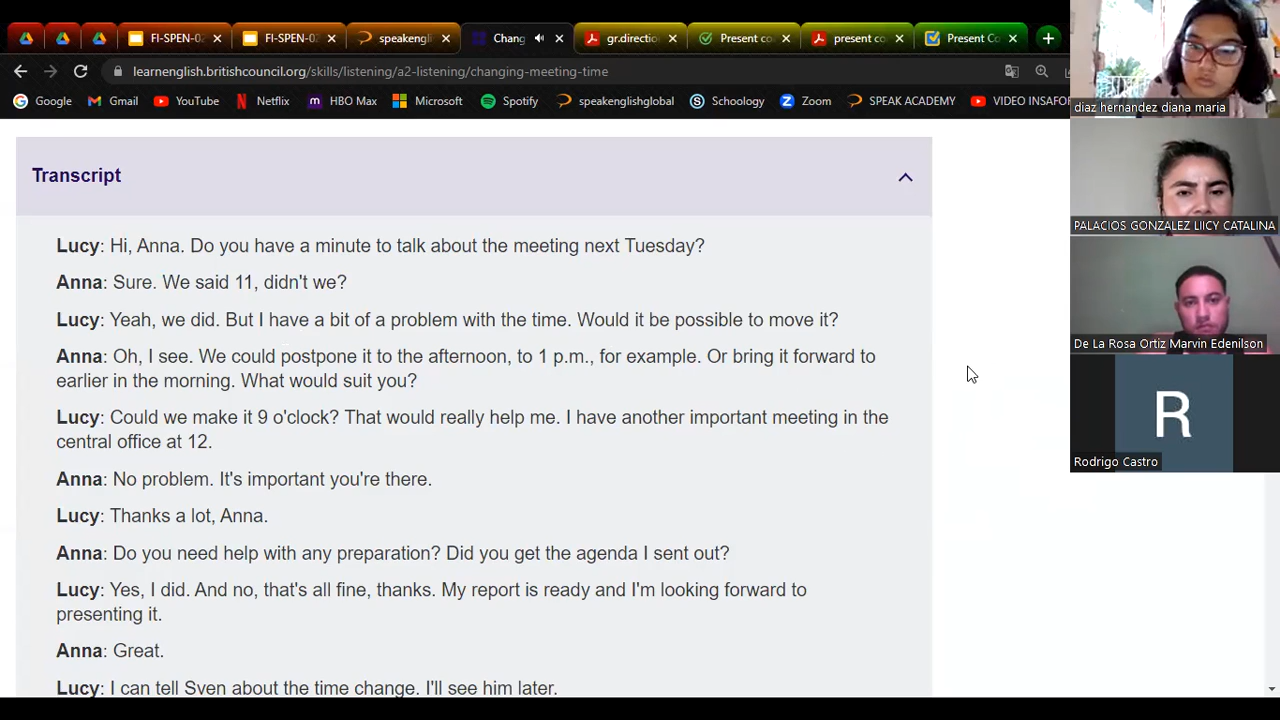 FI-SPEN-02
FI-SPEN-02
speakengli
Chang
gr.direction
Present co
present co
Present Co
learnenglish.britishcouncil.org/skills/listening/a2-listening/changing-meeting-time
Google
Gmail
YouTube
Netflix
HBO Max
Microsoft
Spotify
speakenglishglobal
Schoology
Zoom
SPEAK ACADEMY
VIDEO INSAFOR
Transcript
Lucy: Hi, Anna. Do you have a minute to talk about the meeting next Tuesday?
Anna: Sure. We said 11, didn't we?
Lucy: Yeah, we did. But I have a bit of a problem with the time. Would it be possible to move it?
Anna: Oh, I see. We could postpone it to the afternoon, to 1 p.m., for example. Or bring it forward to
earlier in the morning. What would suit you?
Lucy: Could we make it 9 o'clock? That would really help me. I have another important meeting in the
central office at 12.
Anna: No problem. It's important you're there.
Lucy: Thanks a lot, Anna.
Anna: Do you need help with any preparation? Did you get the agenda I sent out?
Lucy: Yes, I did. And no, that's all fine, thanks. My report is ready and I'm looking forward to
presenting it.
Anna: Great.
Lucy: I can tell Sven about the time change. I'll see him later.
diaz hernandez diana maria
PALACIOS GONZALEZ LIICY CATALINA
De La Rosa Ortiz Marvin Edenilson
R
Rodrigo Castro